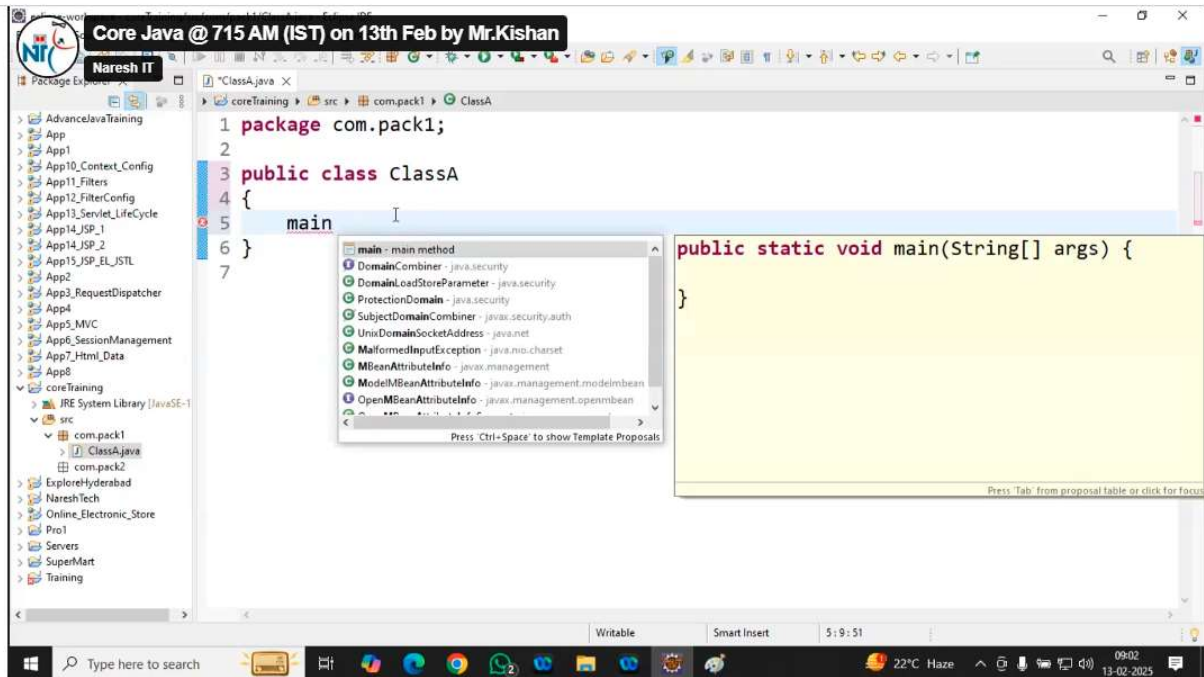 Core Java @ 715 AM (IST) on 13th Feb by Mr.Kishan
NTC
Naresh IT
Package Explorer
*ClassA.java
coreTraining
src
com.pack1
ClassA
AdvanceJavaTraining
App
App1
App10_Context_Config
App11_Filters
App12_FilterConfig
App13_Servlet_LifeCycle
App14_JSP_1
App14_JSP_2
App15_JSP_EL_JSTL
App2
App3_RequestDispatcher
App4
App5_MVC
App6_SessionManagement
App7_Html_Data
App8
coreTraining
JRE System Library [JavaSE-1
src
com.pack1
ClassA.java
com.pack2
ExploreHyderabad
NareshTech
Online_Electronic_Store
Pro1
Servers
SuperMart
Training
1 package com.pack1;
2
3 public class ClassA
4 {
5 main
6 }
7
main - main method
DomainCombiner - java.security
DomainLoadStoreParameter - java.security
ProtectionDomain - java.security
SubjectDomainCombiner - javax.security.auth
UnixDomainSocketAddress - java.net
MalformedInputException - java.nio.charset
MBeanAttributeInfo - javax.management
ModelMBeanAttributeInfo - javax.management.modelmbean
OpenMBeanAttributeInfo - javax.management.openmbean
Press 'Ctrl+Space' to show Template Proposals
public static void main(String[] args) {
}
Press 'Tab' from proposal table or click for focus
Writable
Smart Insert
5 : 9 : 51
Type here to search
2
22°C Haze
09:02
13-02-2025